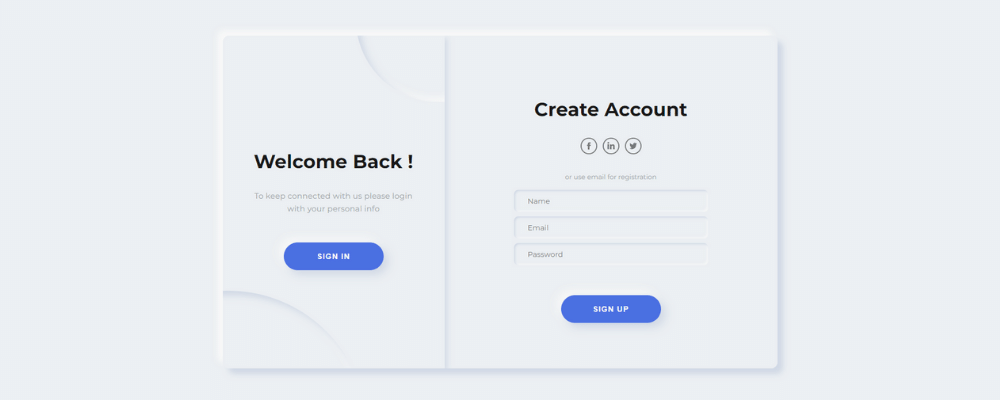 Welcome Back !
To keep connected with us please login
with your personal info
SIGN IN
Create Account
f
in
or use email for registration
Name
Email
Password
SIGN UP